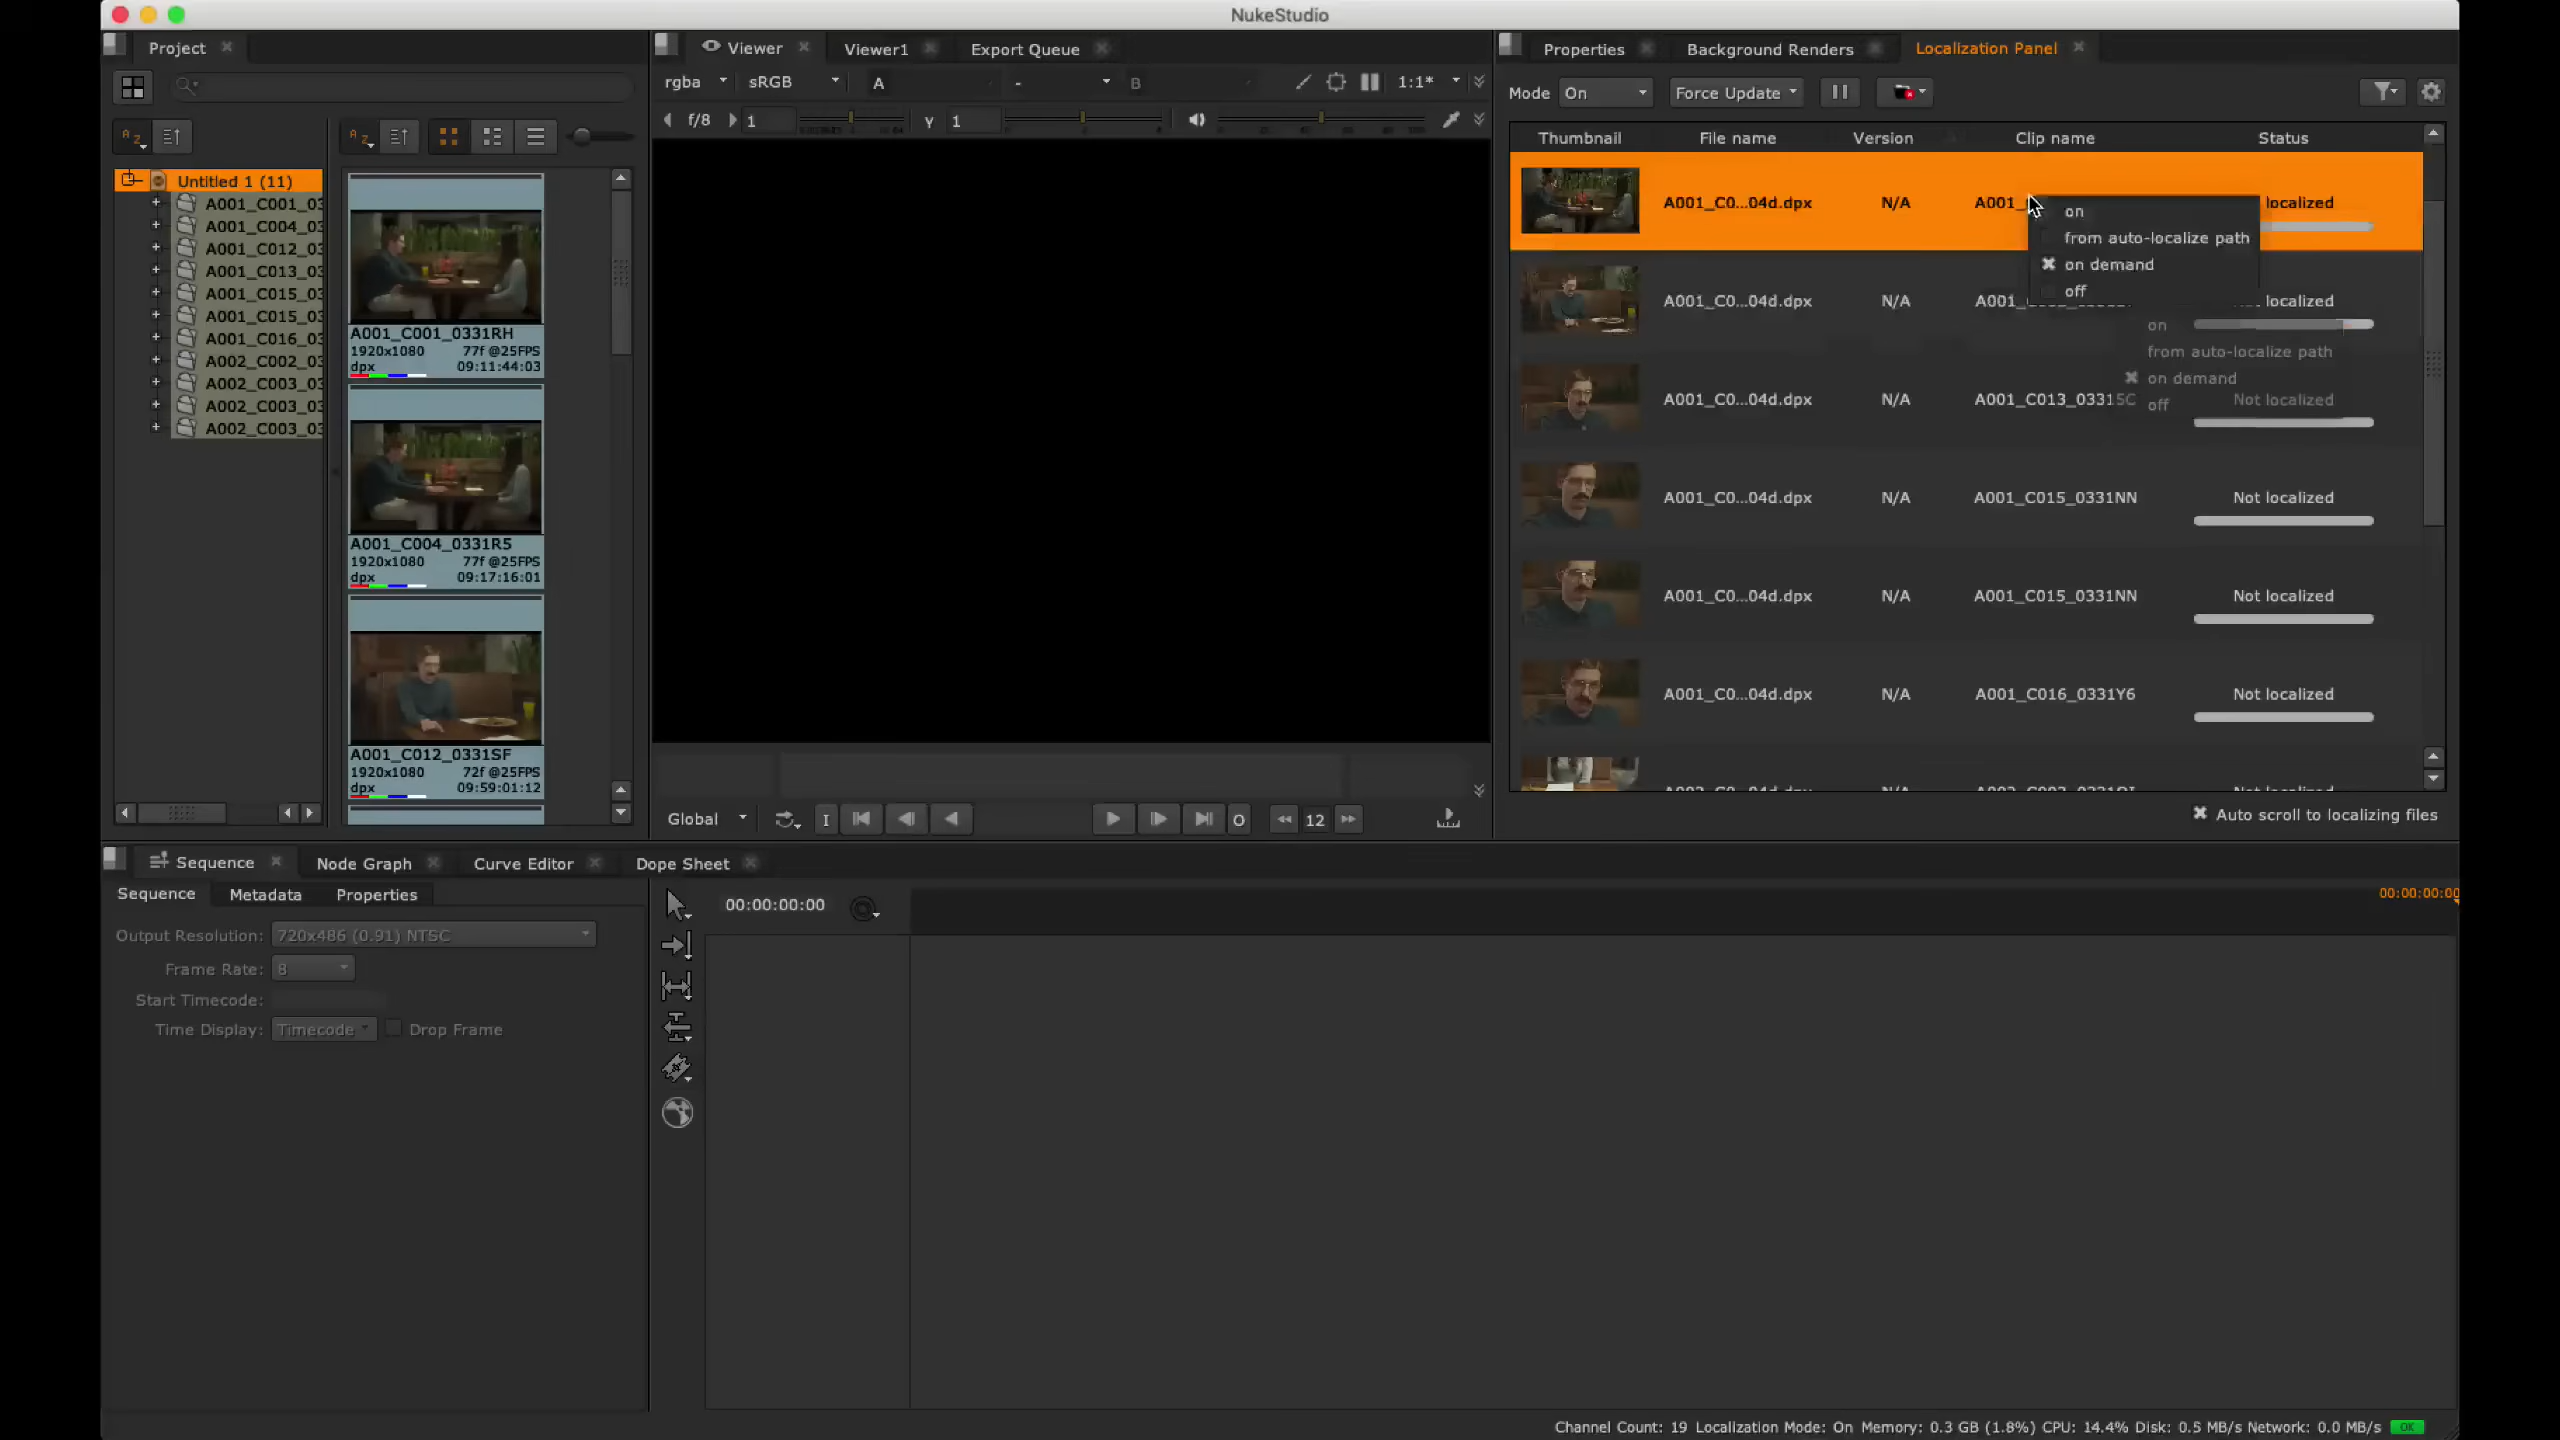 NukeStudio
Project
Viewer
Viewer1
Export Queue
Properties
Background Renders
Localization Panel
rgba
sRGB
A
-
B
1:1*
Mode
On
Force Update
f/8
1
γ
1
Thumbnail
File name
Version
Clip name
Status
Untitled 1 (11)
A001_C001_03
A001_C004_03
A001_C012_03
A001_C013_03
A001_C015_03
A001_C015_03
A001_C016_03
A002_C002_03
A002_C003_03
A002_C003_03
A002_C003_03
A001_C001_0331RH
1920x1080 77f @25FPS
dpx 09:11:44:03
A001_C004_0331R5
1920x1080 77f @25FPS
dpx 09:17:16:01
A001_C012_0331SF
1920x1080 72f @25FPS
dpx 09:59:01:12
A001_C0...04d.dpx N/A A001_ localized
on
from auto-localize path
on demand
off
A001_C0...04d.dpx N/A A001_ localized
on
from auto-localize path
on demand
off
A001_C0...04d.dpx N/A A001_C013_0331SC Not localized
A001_C0...04d.dpx N/A A001_C015_0331NN Not localized
A001_C0...04d.dpx N/A A001_C015_0331NN Not localized
A001_C0...04d.dpx N/A A001_C016_0331Y6 Not localized
Auto scroll to localizing files
Global
I
O
12
Sequence
Node Graph
Curve Editor
Dope Sheet
Sequence
Metadata
Properties
Output Resolution: 720x486 (0.91) NTSC
Frame Rate: 8
Start Timecode:
Time Display: Timecode Drop Frame
00:00:00:00
00:00:00:00
Channel Count: 19 Localization Mode: On Memory: 0.3 GB (1.8%) CPU: 14.4% Disk: 0.5 MB/s Network: 0.0 MB/s OK